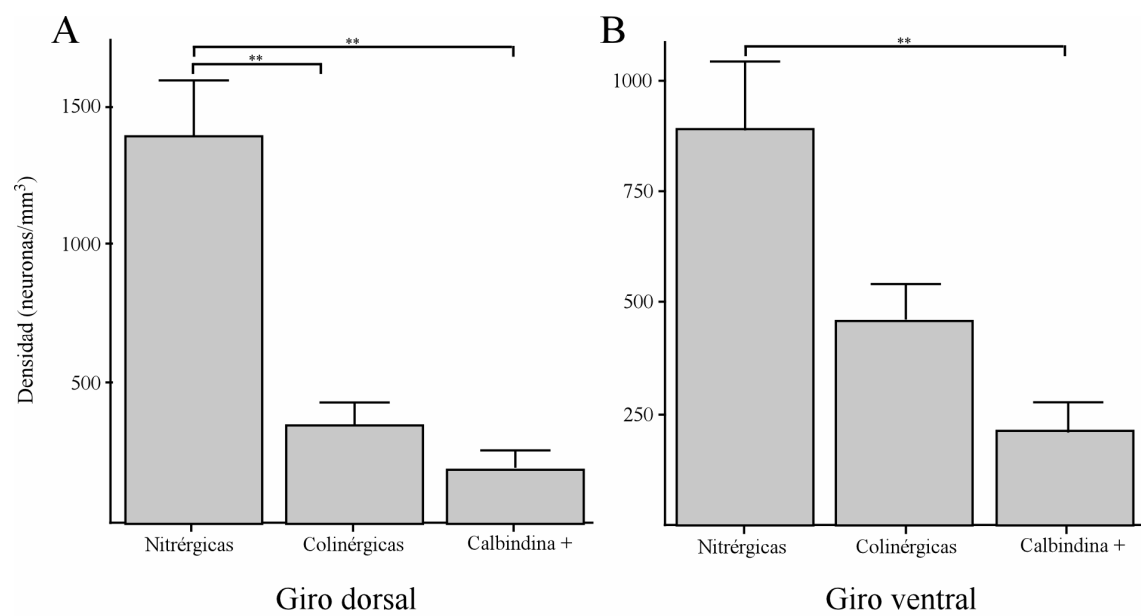 A
**
**
Densidad (neuronas/mm³)
1500
1000
500
Nitrérgicas
Colinérgicas
Calbindina +
Giro dorsal
B
**
1000
750
500
250
Nitrérgicas
Colinérgicas
Calbindina +
Giro ventral